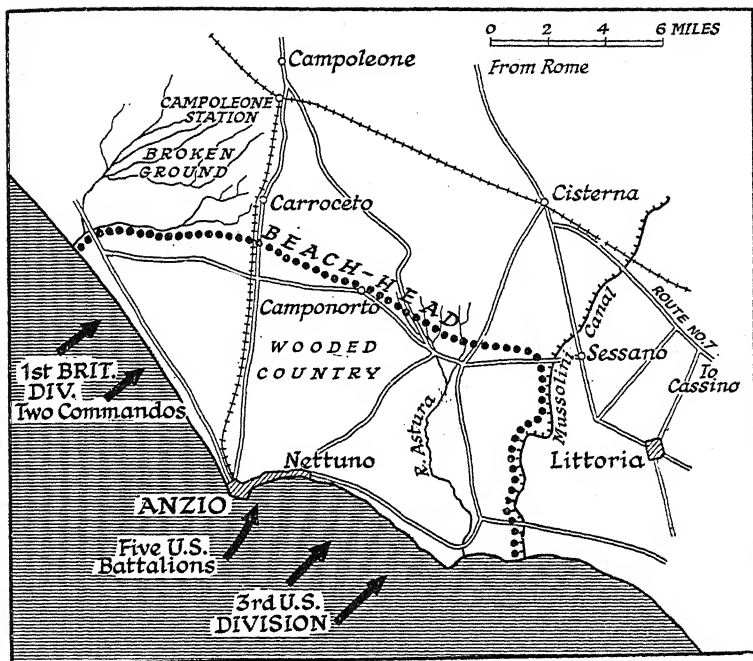 0 2 4 6 MILES
From Rome
Campoleone
CAMPOLEONE
STATION
BROKEN
GROUND
Carroceto
Cisterna
BEACH-HEAD
Camponorto
WOODED
COUNTRY
R. Astura
Mussolini Canal
Sessano
ROUTE NO. 7
To
Cassino
Littoria
1st BRIT.
DIV.
Two Commandos
Nettuno
ANZIO
Five U.S.
Battalions
3rd U.S.
DIVISION